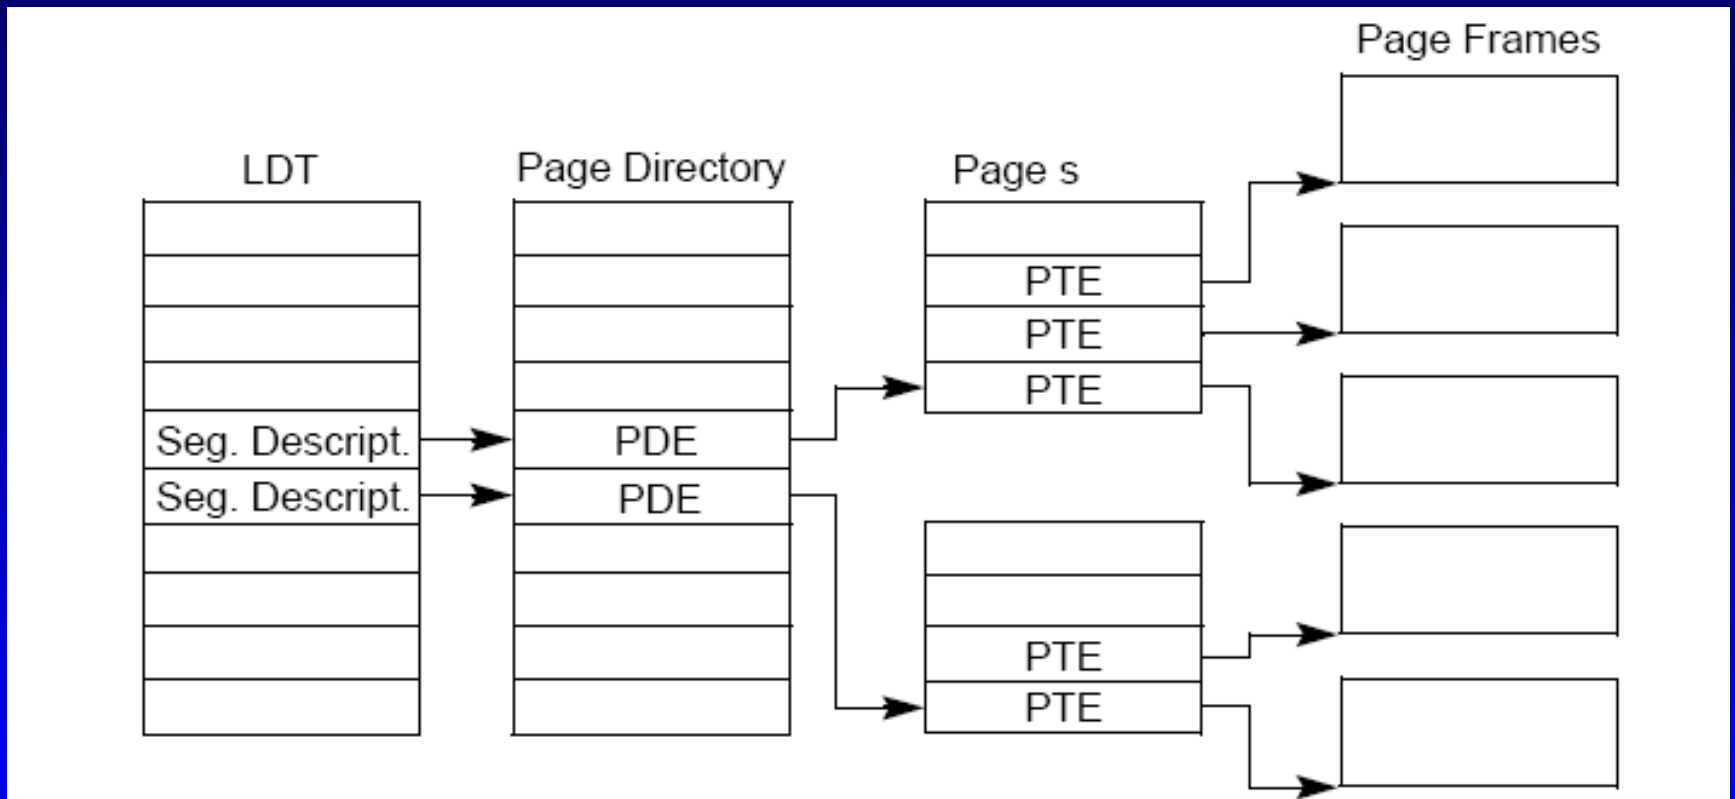 Page Frames
LDT
Page Directory
Page s
PTE
PTE
PTE
Seg. Descript.
PDE
Seg. Descript.
PDE
PTE
PTE